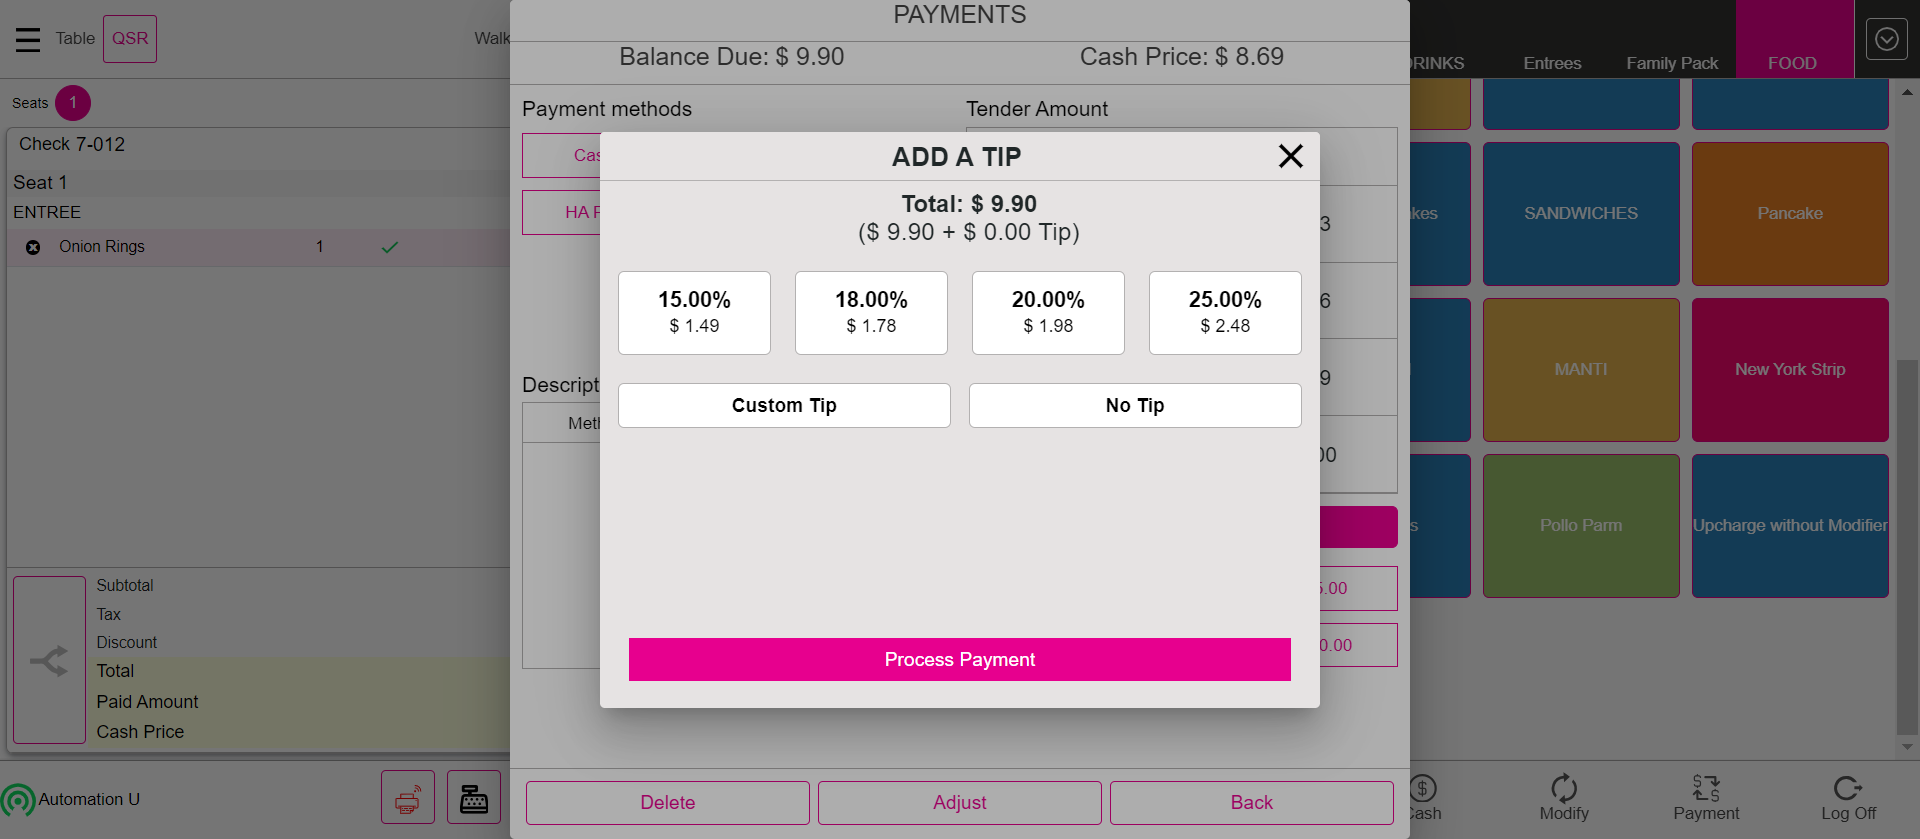 Table
QSR
Walk
Seats
1
Check 7-012
Seat 1
ENTREE
Onion Rings 1
Subtotal
Tax
Discount
Total
Paid Amount
Cash Price
Automation U
PAYMENTS
Balance Due: $ 9.90
Cash Price: $ 8.69
Payment methods
Tender Amount
Cas
HA
3
6
9
00
5.00
0.00
Descript
Meth
ADD A TIP
Total: $ 9.90
($ 9.90 + $ 0.00 Tip)
15.00%
$ 1.49
18.00%
$ 1.78
20.00%
$ 1.98
25.00%
$ 2.48
Custom Tip
No Tip
Process Payment
Delete
Adjust
Back
DRINKS
Entrees
Family Pack
FOOD
kes
SANDWICHES
Pancake
MANTI
New York Strip
s
Pollo Parm
Upcharge without Modifier
Cash
Modify
Payment
Log Off